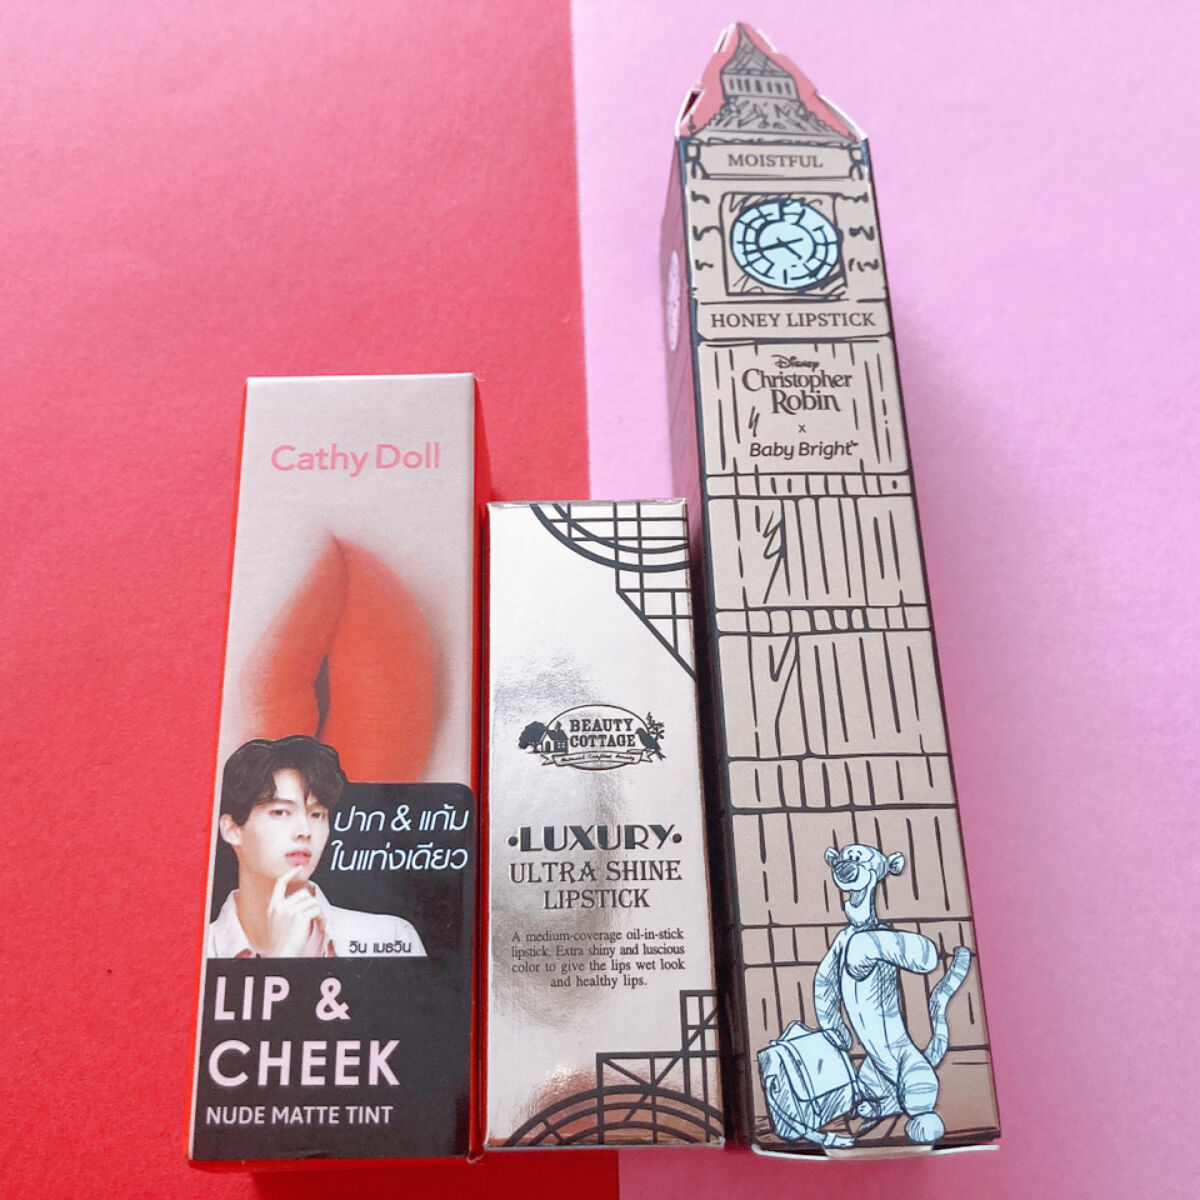 Cathy Doll
ปาก & แก้ม
ในแท่งเดียว
วิน เมธวิน
LIP &
CHEEK
NUDE MATTE TINT
BEAUTY
COTTAGE
•LUXURY•
ULTRA SHINE
LIPSTICK
A medium-coverage oil-in-stick
lipstick. Extra shiny and luscious
color to give the lips wet look
and healthy lips.
MOISTFUL
HONEY LIPSTICK
Disney
Christopher
Robin
x
Baby Bright